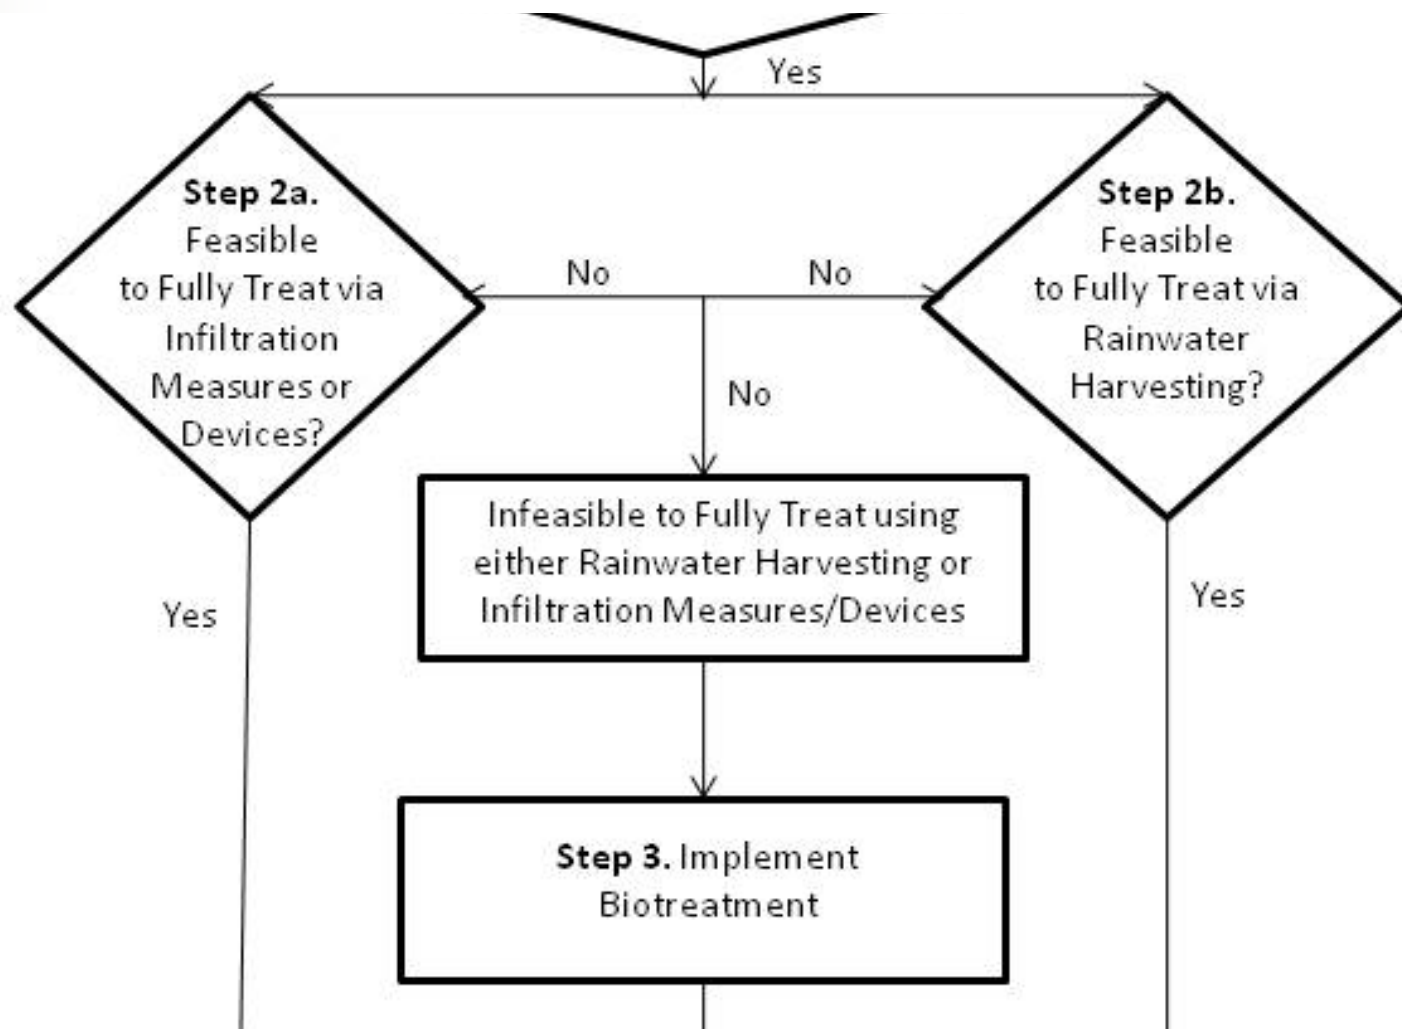 Yes
Step 2a.
Feasible
to Fully Treat via
Infiltration
Measures or
Devices?
No
No
Step 2b.
Feasible
to Fully Treat via
Rainwater
Harvesting?
No
Infeasible to Fully Treat using
either Rainwater Harvesting or
Infiltration Measures/Devices
Yes
Yes
Step 3. Implement
Biotreatment